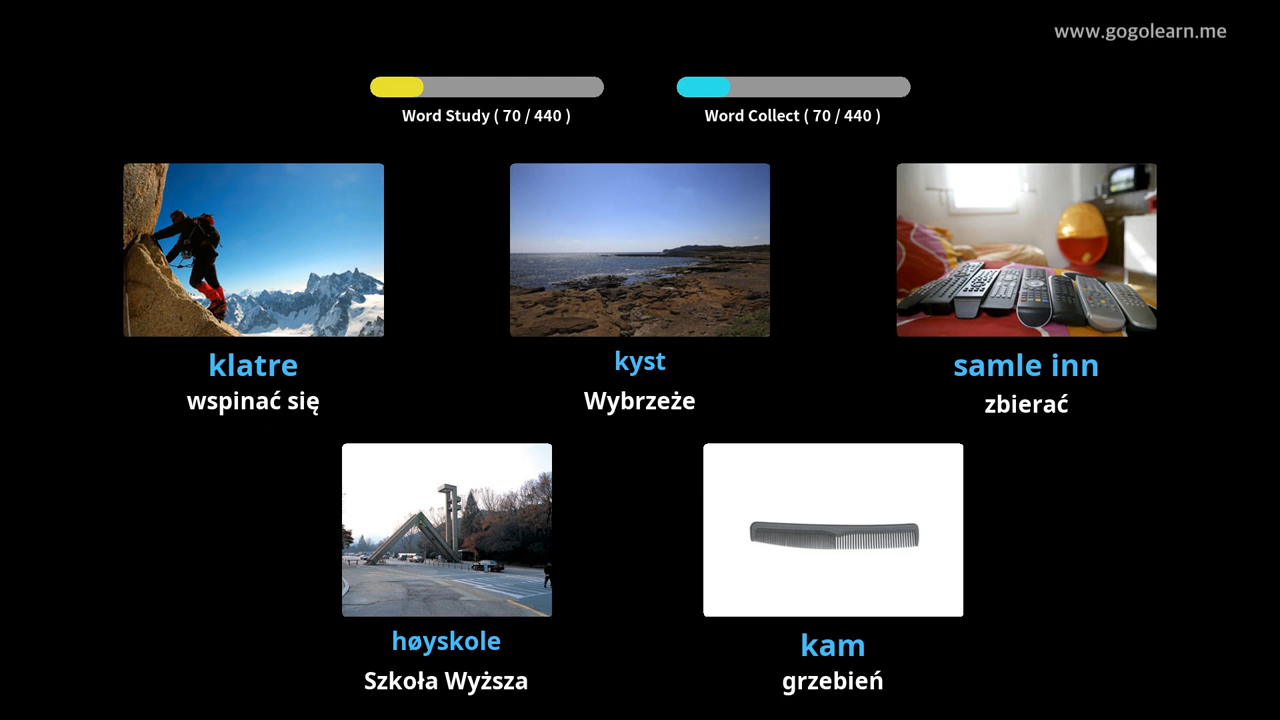 www.gogolearn.me
Word Study ( 70 / 440 )
Word Collect ( 70 / 440 )
klatre
wspinać się
kyst
Wybrzeże
samle inn
zbierać
høyskole
Szkoła Wyższa
kam
grzebień